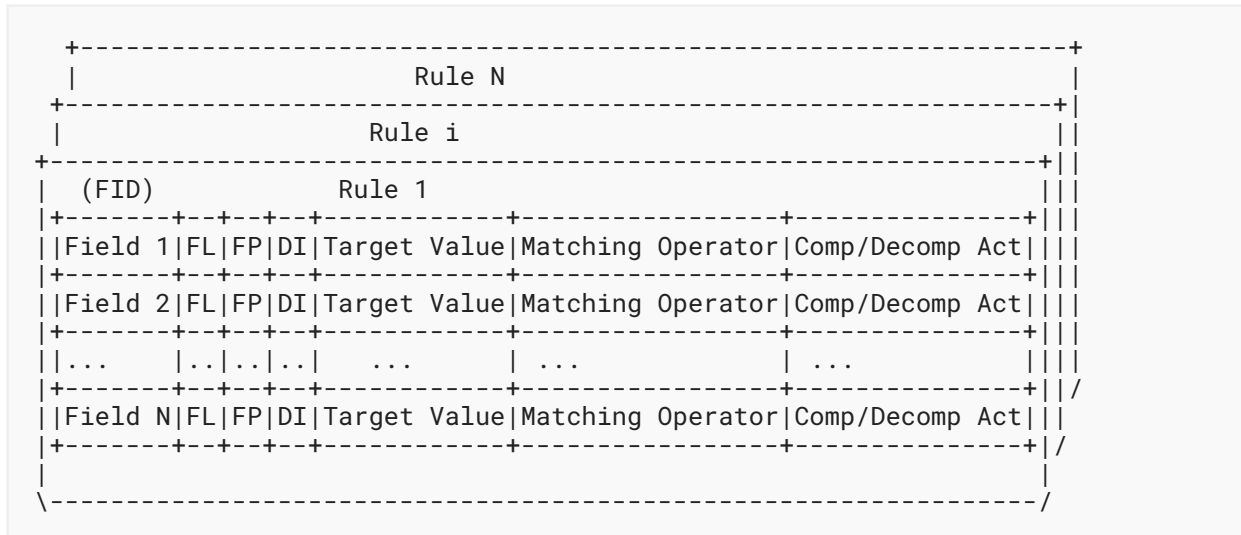 +-----------------------------------------------------------------+
|                      Rule N                                     |
+-----------------------------------------------------------------+|
|                    Rule i                                       ||
+-----------------------------------------------------------------+||
|  (FID)            Rule 1                                        |||
|+-------+--+--+--+------------+-----------------+---------------+|||
||Field 1|FL|FP|DI|Target Value|Matching Operator|Comp/Decomp Act||||
|+-------+--+--+--+------------+-----------------+---------------+|||
||Field 2|FL|FP|DI|Target Value|Matching Operator|Comp/Decomp Act||||
|+-------+--+--+--+------------+-----------------+---------------+|||
||...    |..|..|..|   ...      | ...             | ...           ||||
|+-------+--+--+--+------------+-----------------+---------------+||/
||Field N|FL|FP|DI|Target Value|Matching Operator|Comp/Decomp Act|||
|+-------+--+--+--+------------+-----------------+---------------+|/
|                                                                 |
\-----------------------------------------------------------------/